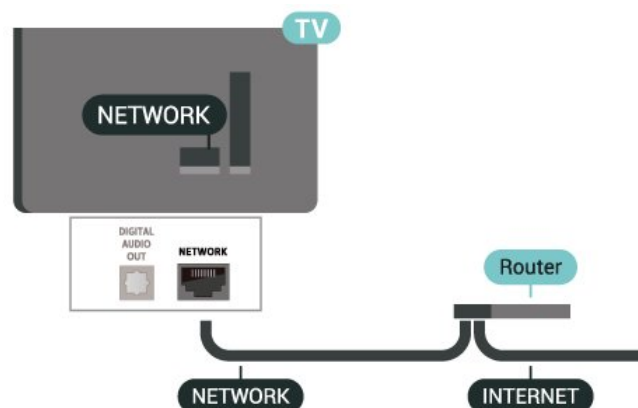 TV
NETWORK
DIGITAL
AUDIO
OUT
NETWORK
Router
NETWORK
INTERNET